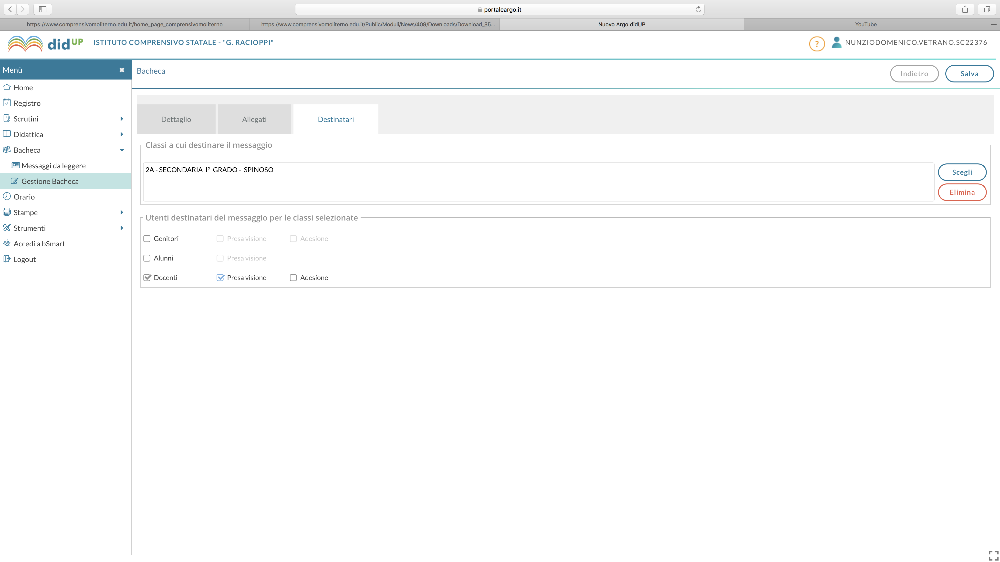 portaleargo.it
https://www.comprensivomoliterno.edu.it/home_page_comprensivomoliterno
https://www.comprensivomoliterno.edu.it/Public/Moduli/News/409/Downloads/Download_35...
Nuovo Argo didUP
YouTube
didUP
ISTITUTO COMPRENSIVO STATALE - "G. RACIOPPI"
?
NUNZIODOMENICO.VETRANO.SC22376
Menù
Home
Registro
Scrutini
Didattica
Bacheca
Messaggi da leggere
Gestione Bacheca
Orario
Stampe
Strumenti
Accedi a bSmart
Logout
Bacheca
Indietro
Salva
Dettaglio
Allegati
Destinatari
Classi a cui destinare il messaggio
2A - SECONDARIA I° GRADO - SPINOSO
Scegli
Elimina
Utenti destinatari del messaggio per le classi selezionate
Genitori Presa visione Adesione
Alunni Presa visione
Docenti Presa visione Adesione